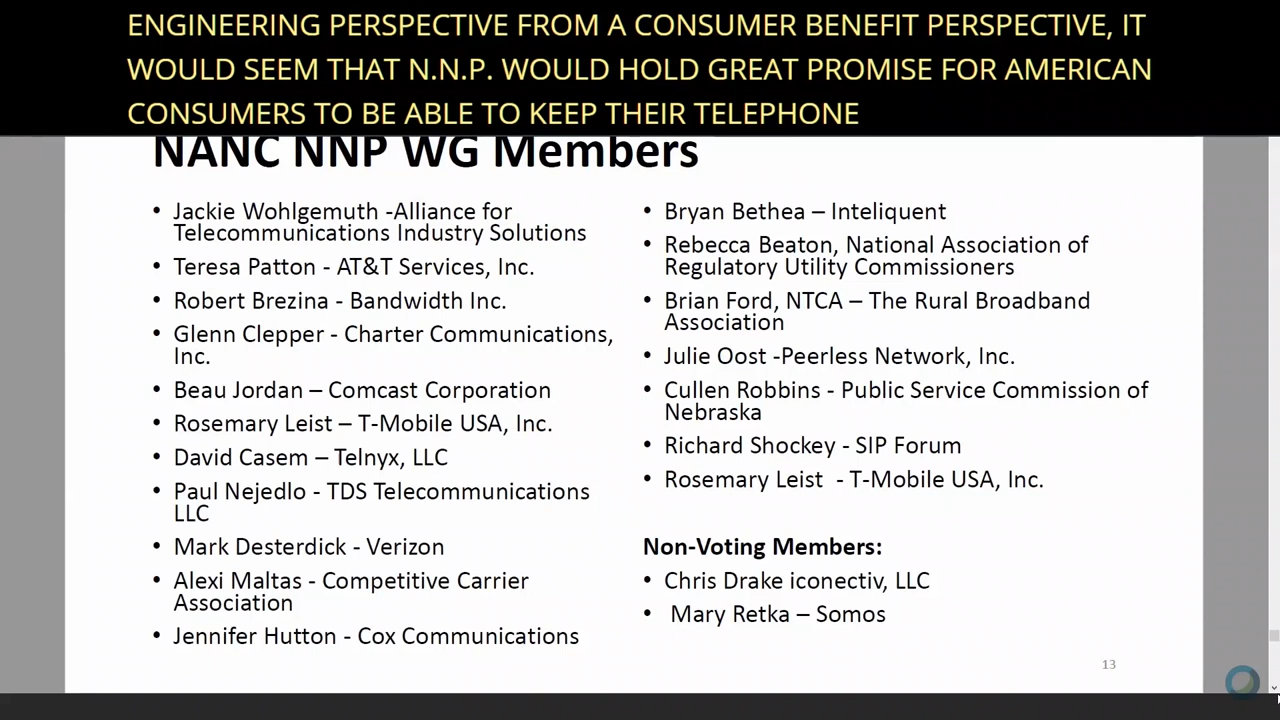 ENGINEERING PERSPECTIVE FROM A CONSUMER BENEFIT PERSPECTIVE, IT
WOULD SEEM THAT N.N.P. WOULD HOLD GREAT PROMISE FOR AMERICAN
CONSUMERS TO BE ABLE TO KEEP THEIR TELEPHONE
NANC NNP WG Members
• Jackie Wohlgemuth -Alliance for
Telecommunications Industry Solutions
• Teresa Patton - AT&T Services, Inc.
• Robert Brezina - Bandwidth Inc.
• Glenn Clepper - Charter Communications,
Inc.
• Beau Jordan – Comcast Corporation
• Rosemary Leist – T-Mobile USA, Inc.
• David Casem – Telnyx, LLC
• Paul Nejedlo - TDS Telecommunications
LLC
• Mark Desterdick - Verizon
• Alexi Maltas - Competitive Carrier
Association
• Jennifer Hutton - Cox Communications
• Bryan Bethea – Inteliquent
• Rebecca Beaton, National Association of
Regulatory Utility Commissioners
• Brian Ford, NTCA – The Rural Broadband
Association
• Julie Oost -Peerless Network, Inc.
• Cullen Robbins - Public Service Commission of
Nebraska
• Richard Shockey - SIP Forum
• Rosemary Leist - T-Mobile USA, Inc.
Non-Voting Members:
• Chris Drake iconectiv, LLC
• Mary Retka – Somos
13